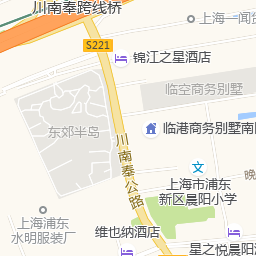 川南奉跨线桥
上海一闻
S221
锦江之星酒店
临空商务别墅
东郊半岛
临港商务别墅南
川南奉公路
上海市浦东
新区晨阳小学
晚
上海浦东
水明服装厂
维也纳酒店
星之悦晨阳